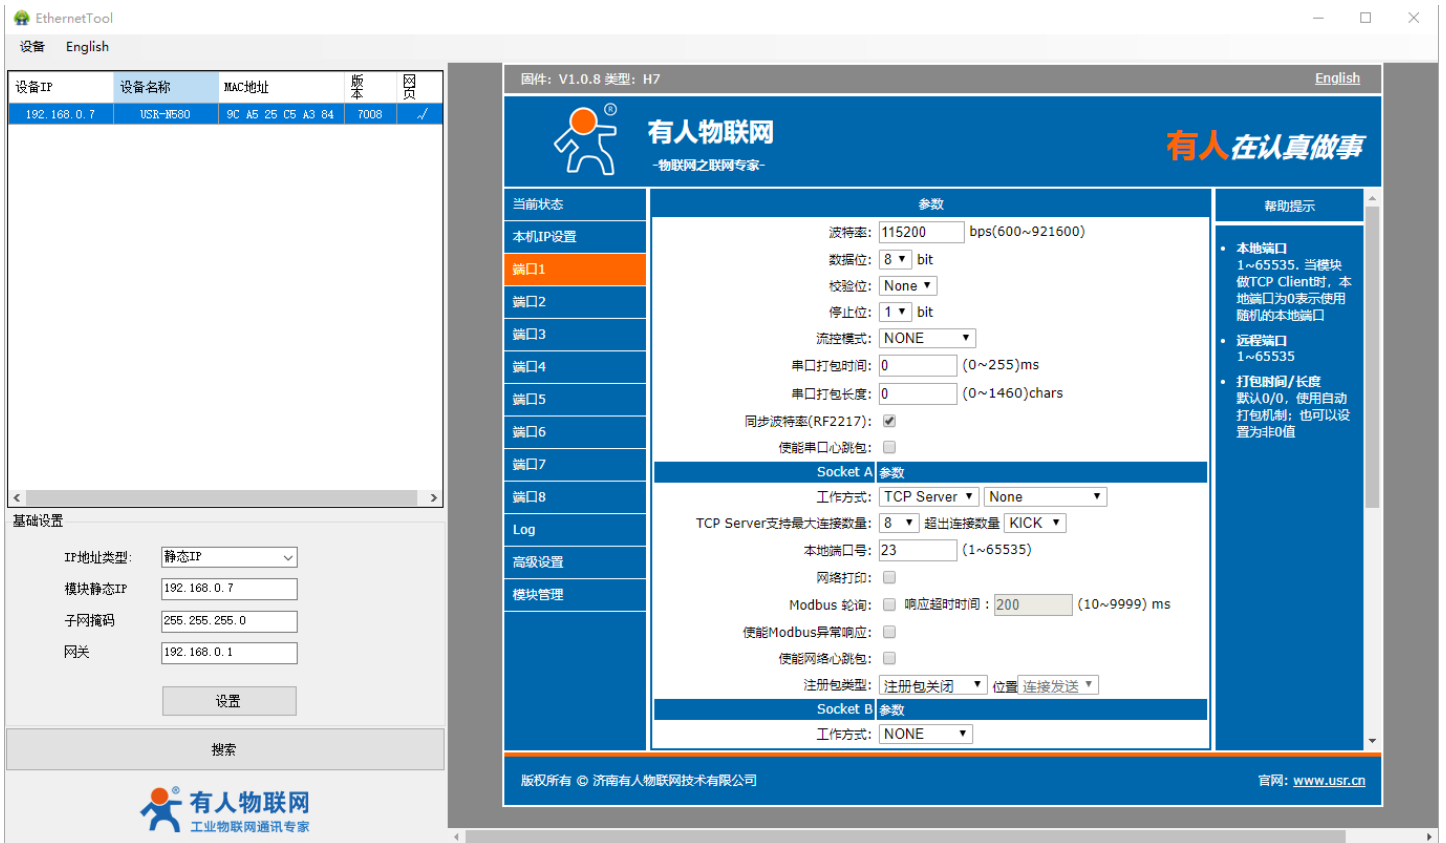 EthernetTool
设备 English
设备IP 设备名称 MAC地址 版本 网页
192.168.0.7 USR-N580 9C A5 25 C5 A3 84 7008 √
基础设置
IP地址类型: 静态IP
模块静态IP 192.168.0.7
子网掩码 255.255.255.0
网关 192.168.0.1
设置
搜索
有人物联网
工业物联网通讯专家
固件: V1.0.8 类型: H7 English
有人物联网
-物联网之联网专家-
有人在认真做事
当前状态
本机IP设置
端口1
端口2
端口3
端口4
端口5
端口6
端口7
端口8
Log
高级设置
模块管理
参数
波特率: 115200 bps(600~921600)
数据位: 8 bit
校验位: None
停止位: 1 bit
流控模式: NONE
串口打包时间: 0 (0~255)ms
串口打包长度: 0 (0~1460)chars
同步波特率(RF2217):
使能串口心跳包:
Socket A 参数
工作方式: TCP Server None
TCP Server支持最大连接数量: 8 超出连接数量 KICK
本地端口号: 23 (1~65535)
网络打印:
Modbus 轮询: 响应超时时间 : 200 (10~9999) ms
使能Modbus异常响应:
使能网络心跳包:
注册包类型: 注册包关闭 位置 连接发送
Socket B 参数
工作方式: NONE
帮助提示
• 本地端口
1~65535. 当模块
做TCP Client时，本
地端口为0表示使用
随机的本地端口
• 远程端口
1~65535
• 打包时间/长度
默认0/0，使用自动
打包机制；也可以设
置为非0值
版权所有 © 济南有人物联网技术有限公司 官网: www.usr.cn